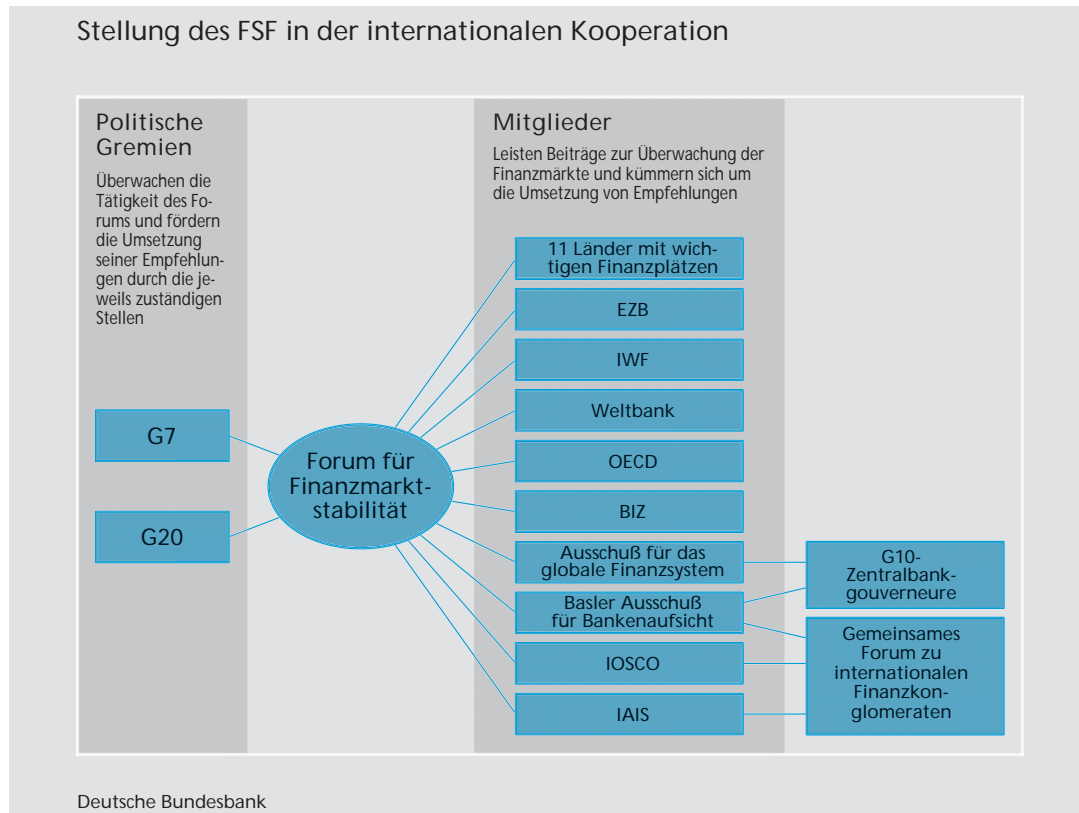 Stellung des FSF in der internationalen Kooperation
Politische
Gremien
Überwachen die
Tätigkeit des Fo-
rums und fördern
die Umsetzung
seiner Empfehlun-
gen durch die je-
weils zuständigen
Stellen
G7
G20
Forum für
Finanzmarkt-
stabilität
Mitglieder
Leisten Beiträge zur Überwachung der
Finanzmärkte und kümmern sich um
die Umsetzung von Empfehlungen
11 Länder mit wich-
tigen Finanzplätzen
EZB
IWF
Weltbank
OECD
BIZ
Ausschuß für das
globale Finanzsystem
Basler Ausschuß
für Bankenaufsicht
IOSCO
IAIS
G10-
Zentralbank-
gouverneure
Gemeinsames
Forum zu
internationalen
Finanzkon-
glomeraten
Deutsche Bundesbank